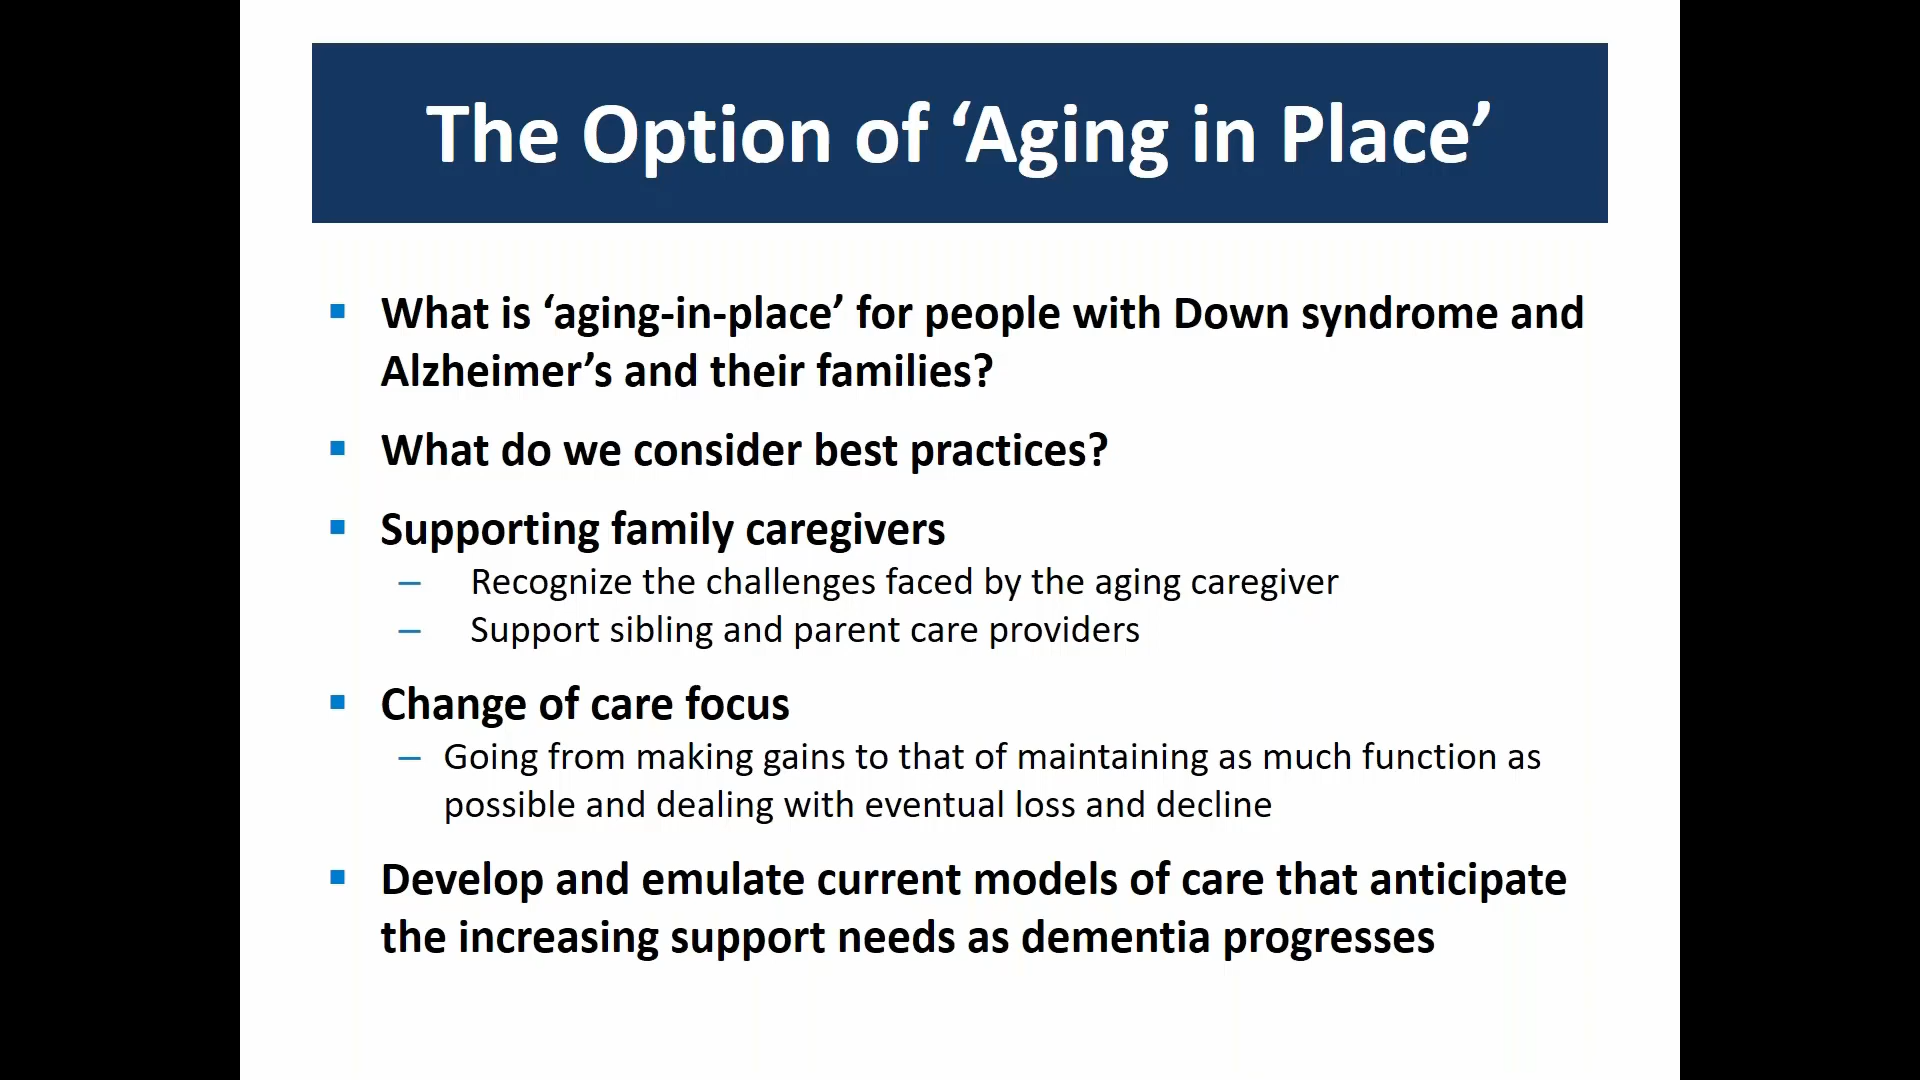 The Option of ‘Aging in Place’
▪ What is ‘aging-in-place’ for people with Down syndrome and
Alzheimer’s and their families?
▪ What do we consider best practices?
▪ Supporting family caregivers
– Recognize the challenges faced by the aging caregiver
– Support sibling and parent care providers
▪ Change of care focus
– Going from making gains to that of maintaining as much function as
possible and dealing with eventual loss and decline
▪ Develop and emulate current models of care that anticipate
the increasing support needs as dementia progresses